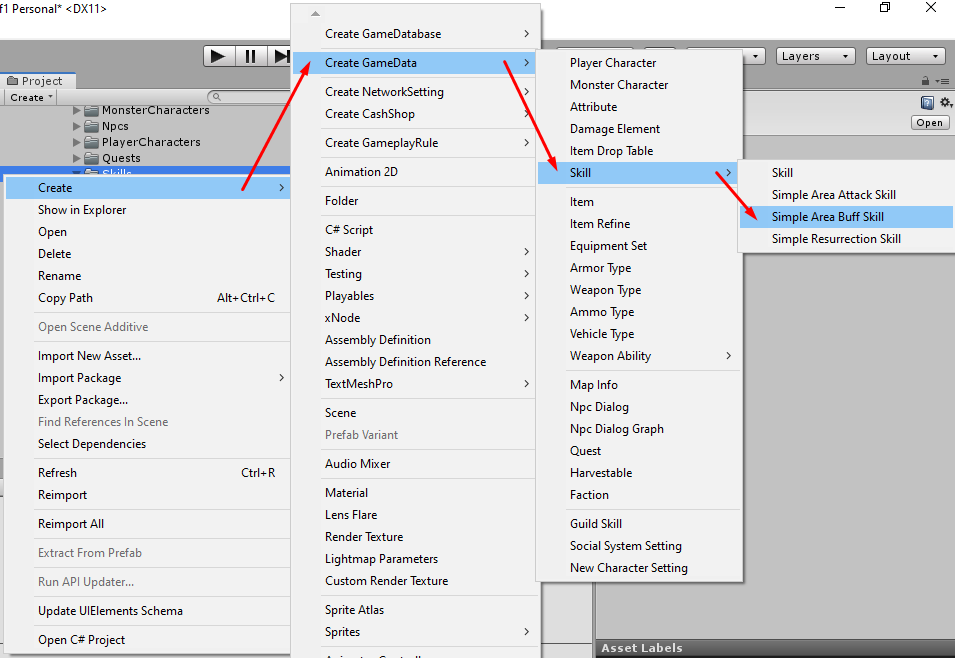 f1 Personal* <DX11>
Layers
Layout
Project
Create
MonsterCharacters
Npcs
PlayerCharacters
Quests
Skills
Open
Create
Show in Explorer
Open
Delete
Rename
Copy Path Alt+Ctrl+C
Open Scene Additive
Import New Asset...
Import Package
Export Package...
Find References In Scene
Select Dependencies
Refresh Ctrl+R
Reimport
Reimport All
Extract From Prefab
Run API Updater...
Update UIElements Schema
Open C# Project
Create GameDatabase
Create GameData
Create NetworkSetting
Create CashShop
Create GameplayRule
Animation 2D
Folder
C# Script
Shader
Testing
Playables
xNode
Assembly Definition
Assembly Definition Reference
TextMeshPro
Scene
Prefab Variant
Audio Mixer
Material
Lens Flare
Render Texture
Lightmap Parameters
Custom Render Texture
Sprite Atlas
Sprites
Player Character
Monster Character
Attribute
Damage Element
Item Drop Table
Skill
Item
Item Refine
Equipment Set
Armor Type
Weapon Type
Ammo Type
Vehicle Type
Weapon Ability
Map Info
Npc Dialog
Npc Dialog Graph
Quest
Harvestable
Faction
Guild Skill
Social System Setting
New Character Setting
Skill
Simple Area Attack Skill
Simple Area Buff Skill
Simple Resurrection Skill
Asset Labels